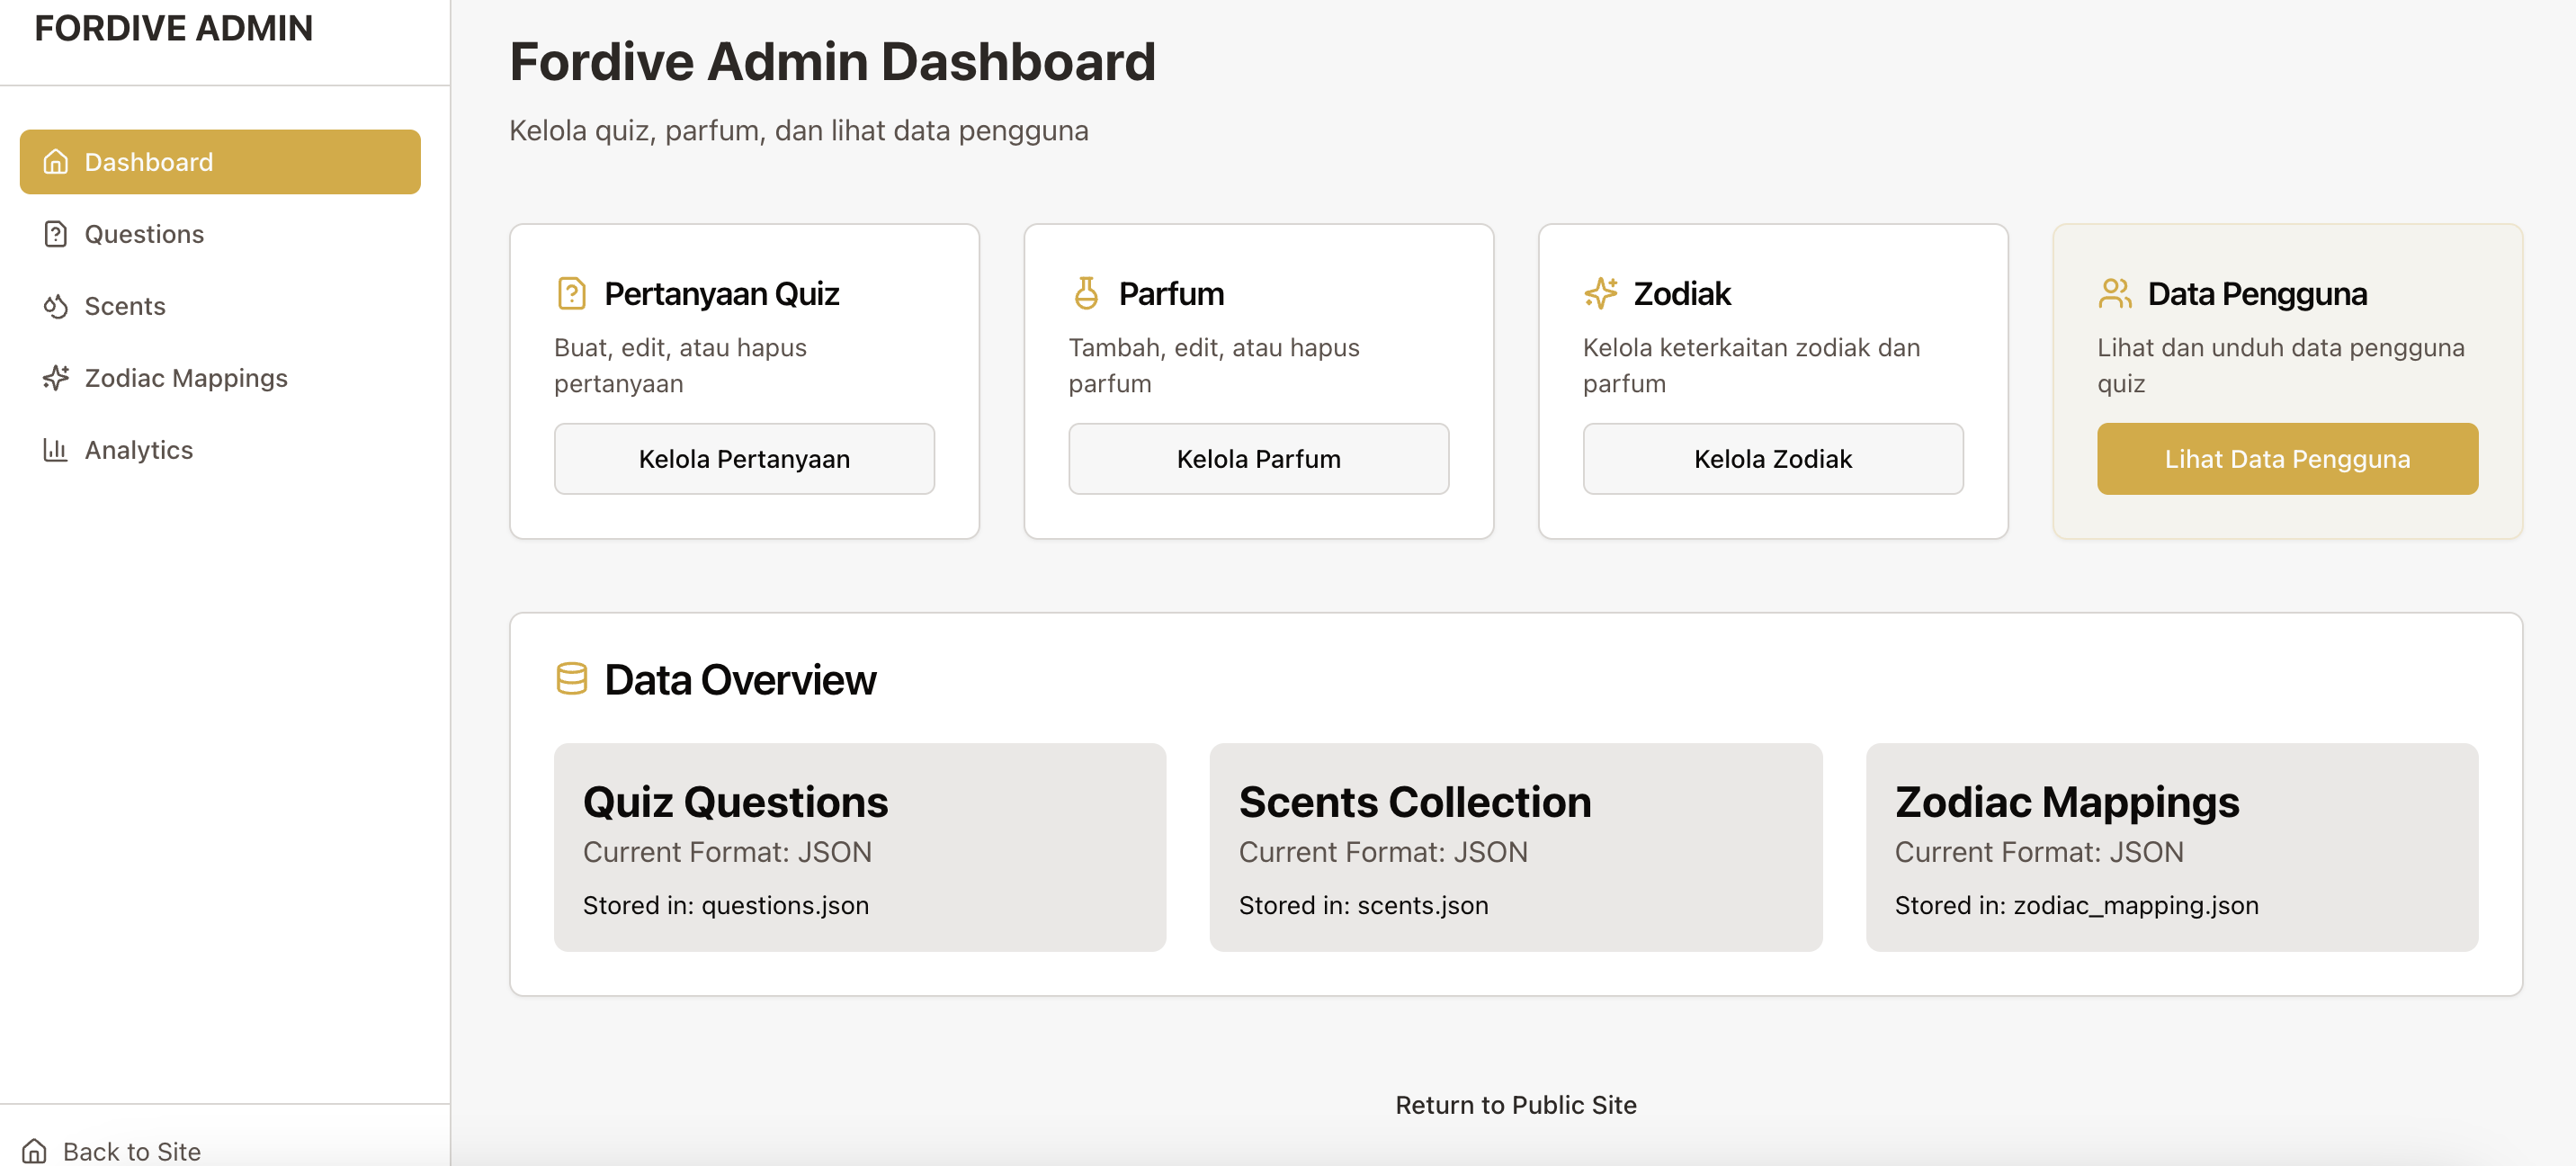 FORDIVE ADMIN
Dashboard
Questions
Scents
Zodiac Mappings
Analytics
Back to Site
Fordive Admin Dashboard
Kelola quiz, parfum, dan lihat data pengguna
Pertanyaan Quiz
Buat, edit, atau hapus
pertanyaan
Kelola Pertanyaan
Parfum
Tambah, edit, atau hapus
parfum
Kelola Parfum
Zodiak
Kelola keterkaitan zodiak dan
parfum
Kelola Zodiak
Data Pengguna
Lihat dan unduh data pengguna
quiz
Lihat Data Pengguna
Data Overview
Quiz Questions
Current Format: JSON
Stored in: questions.json
Scents Collection
Current Format: JSON
Stored in: scents.json
Zodiac Mappings
Current Format: JSON
Stored in: zodiac_mapping.json
Return to Public Site